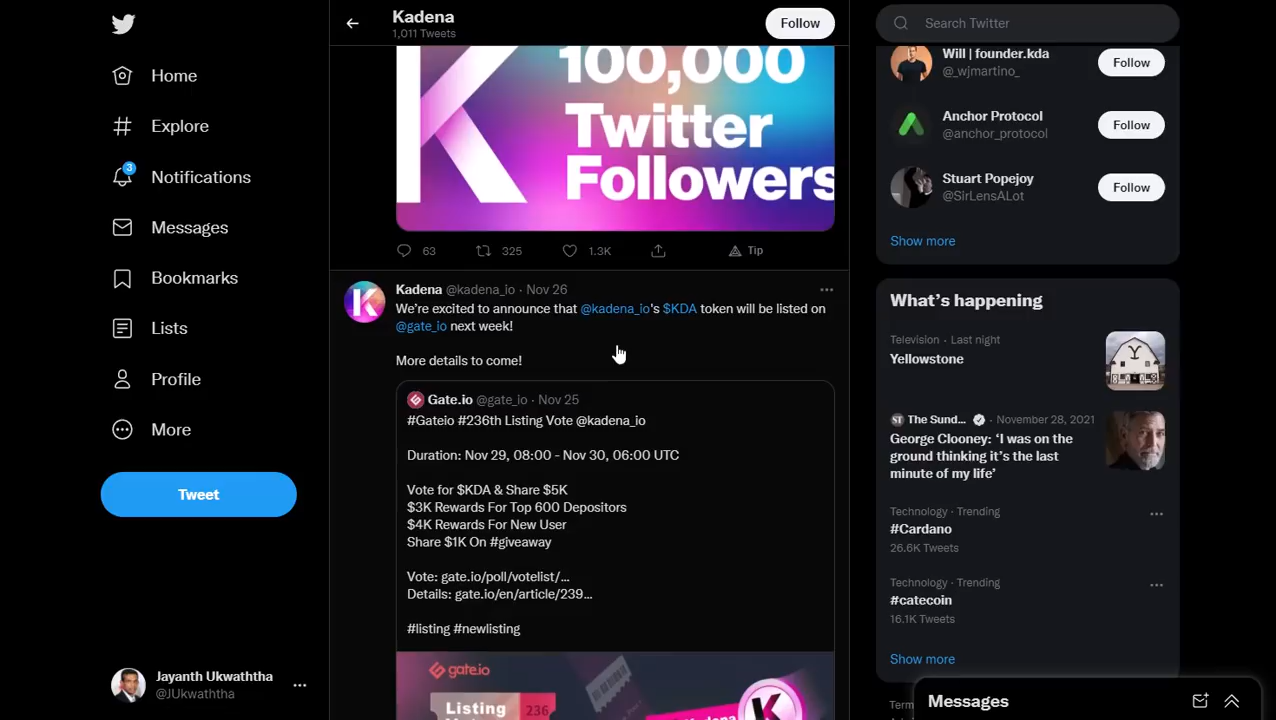 Home
Explore
3
Notifications
Messages
Bookmarks
Lists
Profile
More
Tweet
Jayanth Ukwaththa
@JUkwaththa
Kadena
1,011 Tweets
Follow
K
100,000
Twitter
Followers
63
325
1.3K
Tip
K
Kadena @kadena_io · Nov 26
We're excited to announce that @kadena_io's $KDA token will be listed on
@gate_io next week!
More details to come!
Gate.io @gate_io · Nov 25
#Gateio #236th Listing Vote @kadena_io
Duration: Nov 29, 08:00 - Nov 30, 06:00 UTC
Vote for $KDA & Share $5K
$3K Rewards For Top 600 Depositors
$4K Rewards For New User
Share $1K On #giveaway
Vote: gate.io/poll/votelist/...
Details: gate.io/en/article/239...
#listing #newlisting
gate.io
Listing
236
K
Search Twitter
Will | founder.kda
@_wjmartino_
Follow
Anchor Protocol
@anchor_protocol
Follow
Stuart Popejoy
@SirLensALot
Follow
Show more
What's happening
Television · Last night
Yellowstone
ST
The Sund... · November 28, 2021
George Clooney: 'I was on the
ground thinking it's the last
minute of my life'
Technology · Trending
#Cardano
26.6K Tweets
Technology · Trending
#catecoin
16.1K Tweets
Show more
Messages